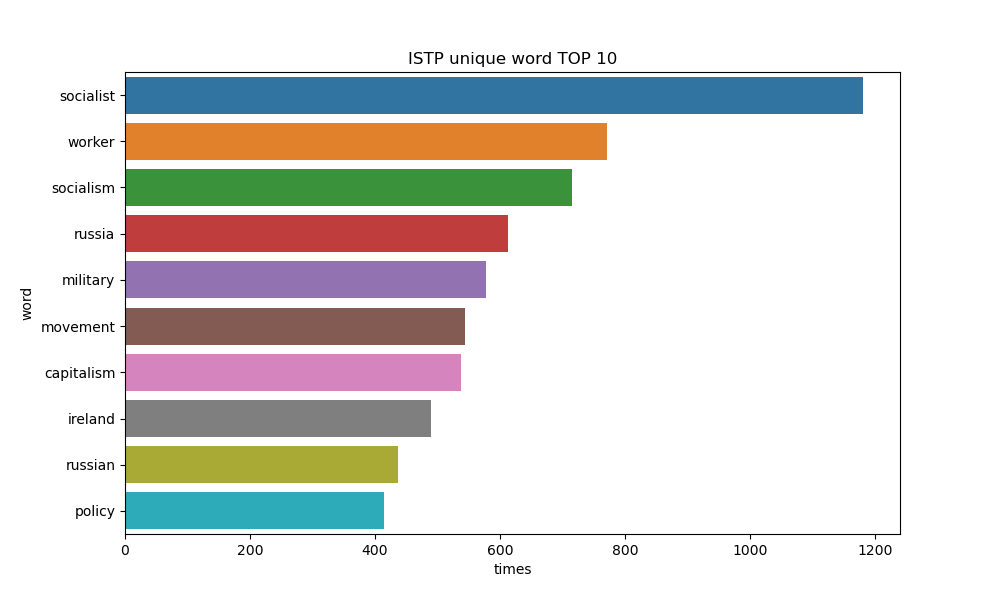 ISTP unique word TOP 10
word
socialist
worker
socialism
russia
military
movement
capitalism
ireland
russian
policy
0 200 400 600 800 1000 1200
times